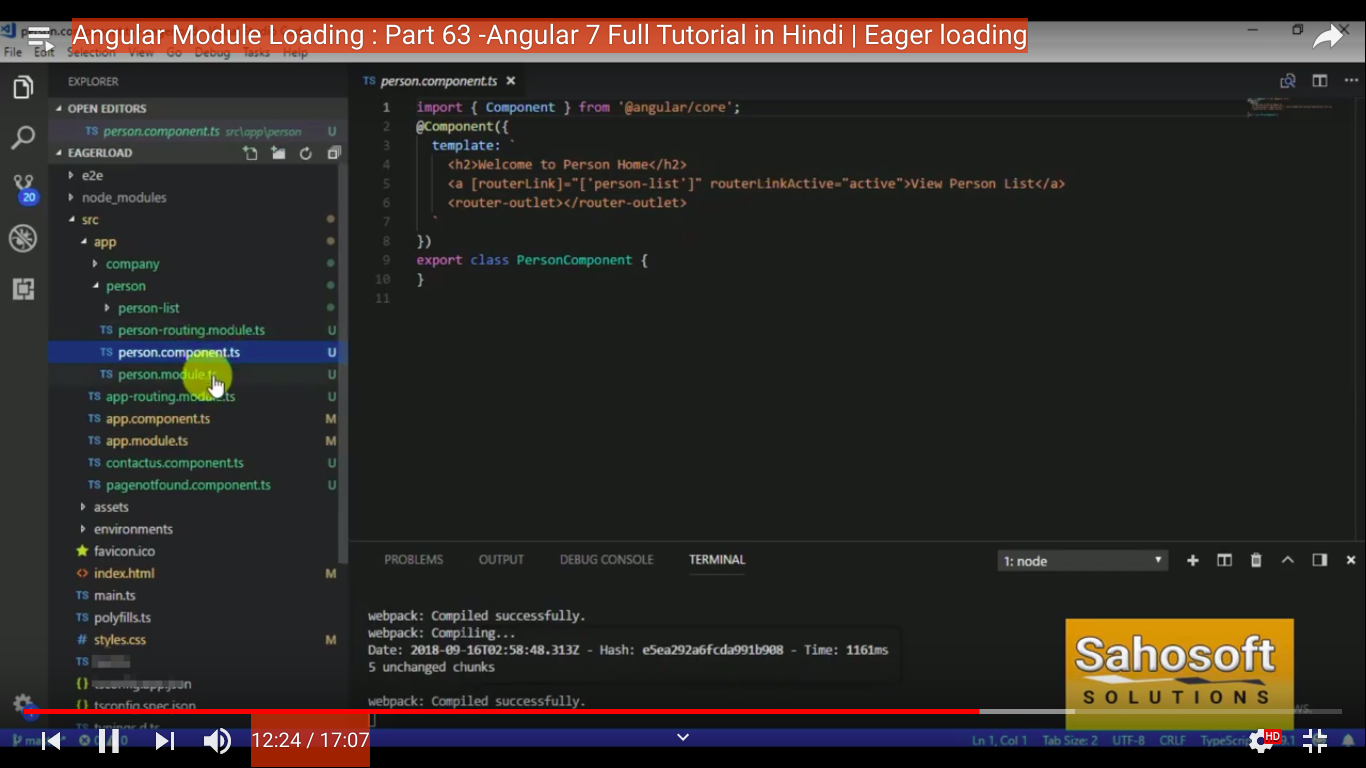 Angular Module Loading : Part 63 -Angular 7 Full Tutorial in Hindi | Eager loading
File Edit Selection View Go Debug Tasks Help
EXPLORER
OPEN EDITORS
TS person.component.ts src\app\person U
EAGERLOAD
e2e
node_modules
src
app
company
person
person-list
TS person-routing.module.ts U
TS person.component.ts U
TS person.module.ts U
TS app-routing.module.ts U
TS app.component.ts M
TS app.module.ts M
TS contactus.component.ts U
TS pagenotfound.component.ts U
assets
environments
favicon.ico
<> index.html M
TS main.ts
TS polyfills.ts
# styles.css M
TS
{} tsconfig.app.json
{} tsconfig.spec.json
TS typings.d.ts
20
TS person.component.ts
1 import { Component } from '@angular/core';
2 @Component({
3 template: `
4 <h2>Welcome to Person Home</h2>
5 <a [routerLink]="['person-list']" routerLinkActive="active">View Person List</a>
6 <router-outlet></router-outlet>
7 `
8 })
9 export class PersonComponent {
10 }
11
PROBLEMS OUTPUT DEBUG CONSOLE TERMINAL
1: node
webpack: Compiled successfully.
webpack: Compiling...
Date: 2018-09-16T02:58:48.313Z - Hash: e5ea292a6fcda991b908 - Time: 1161ms
5 unchanged chunks
webpack: Compiled successfully.
Sahosoft
SOLUTIONS
12:24 / 17:07
HD
Ln 1, Col 1 Tab Size: 2 UTF-8 CRLF